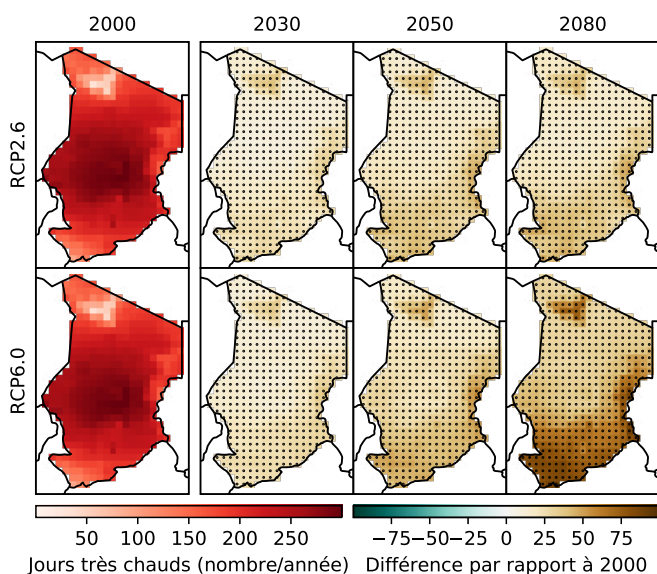 2000 2030 2050 2080
RCP2.6
RCP6.0
50 100 150 200 250 −75 −50 −25 0 25 50 75
Jours très chauds (nombre/année) Différence par rapport à 2000